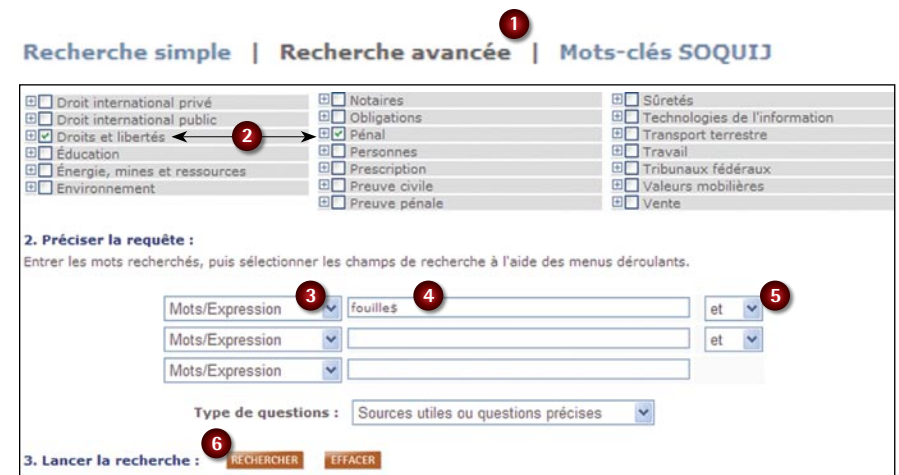 1
Recherche simple | Recherche avancée | Mots-clés SOQUIJ
Droit international privé
Droit international public
Droits et libertés
Éducation
Énergie, mines et ressources
Environnement
2
Notaires
Obligations
Pénal
Personnes
Prescription
Preuve civile
Preuve pénale
Sûretés
Technologies de l'information
Transport terrestre
Travail
Tribunaux fédéraux
Valeurs mobilières
Vente
2. Préciser la requête :
Entrer les mots recherchés, puis sélectionner les champs de recherche à l'aide des menus déroulants.
Mots/Expression 3 fouille$ 4 et 5
Mots/Expression et
Mots/Expression
Type de questions : Sources utiles ou questions précises
6
3. Lancer la recherche : RECHERCHER EFFACER